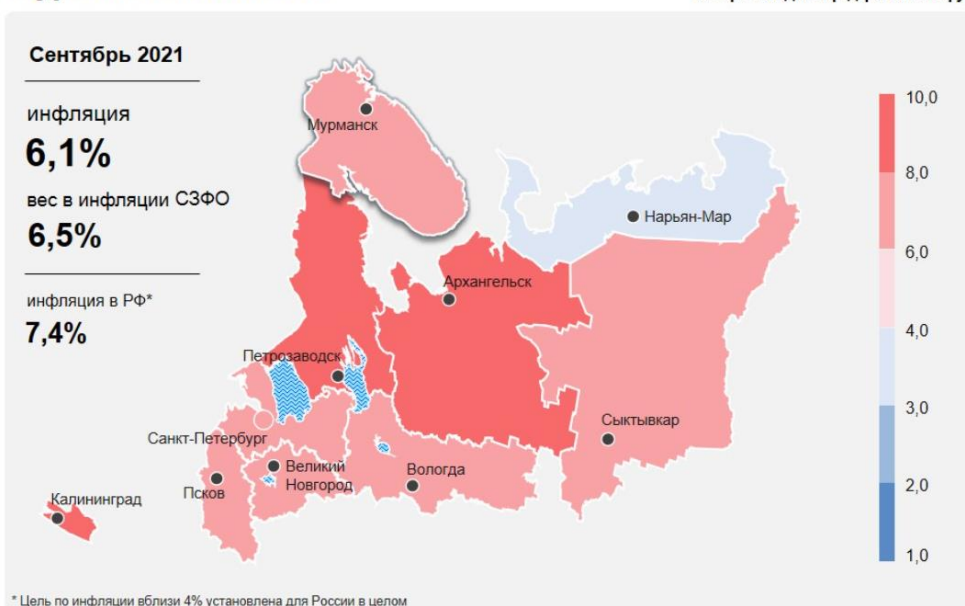 Сентябрь 2021
инфляция
6,1%
вес в инфляции СЗФО
6,5%
инфляция в РФ*
7,4%
Мурманск
Нарьян-Мар
Архангельск
Петрозаводск
Сыктывкар
Санкт-Петербург
Великий
Новгород
Вологда
Псков
Калининград
10,0
8,0
6,0
4,0
3,0
2,0
1,0
* Цель по инфляции вблизи 4% установлена для России в целом